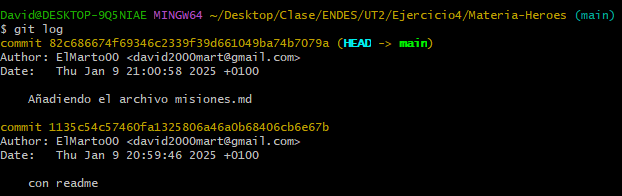 David@DESKTOP-9Q5NIAE MINGW64 ~/Desktop/Clase/ENDES/UT2/Ejercicio4/Materia-Heroes (main)
$ git log
commit 82c686674f69346c2339f39d661049ba74b7079a (HEAD -> main)
Author: ElMartoOO <david2000mart@gmail.com>
Date:   Thu Jan 9 21:00:58 2025 +0100
    Añadiendo el archivo misiones.md
commit 1135c54c57460fa1325806a46a0b68406cb6e67b
Author: ElMartoOO <david2000mart@gmail.com>
Date:   Thu Jan 9 20:59:46 2025 +0100
    con readme